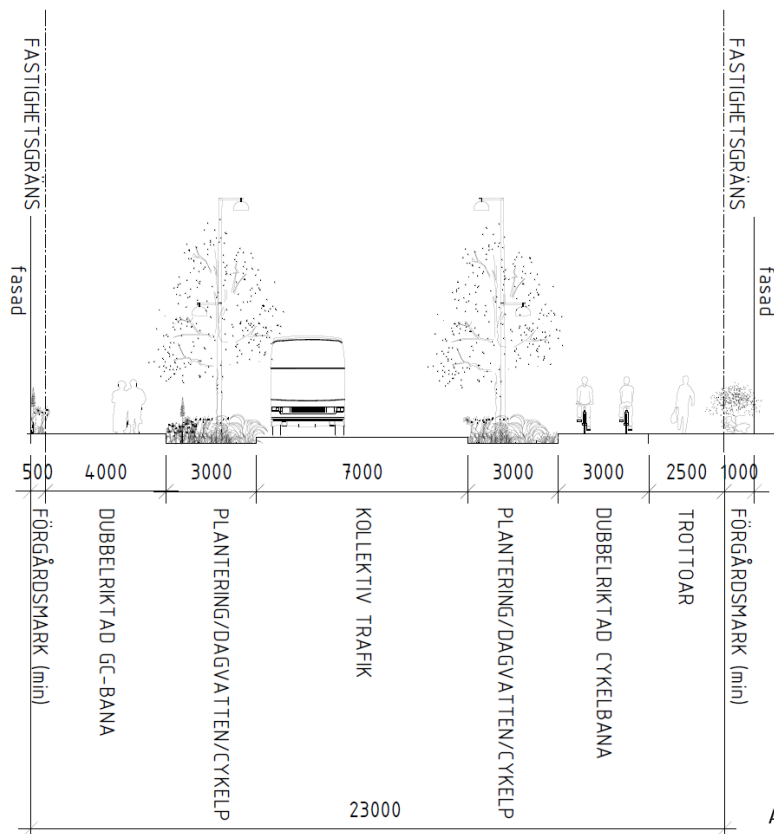 FASTIGHETSGRÄNS
FASTIGHETSGRÄNS
fasad
fasad
500 4000 3000 7000 3000 3000 2500 1000
FÖRGÅRDSMARK (min)
DUBBELRIKTAD GC-BANA
PLANTERING/DAGVATTEN/CYKELP
KOLLEKTIV TRAFIK
PLANTERING/DAGVATTEN/CYKELP
DUBBELRIKTAD CYKELBANA
TROTTOAR
FÖRGÅRDSMARK (min)
23000
A